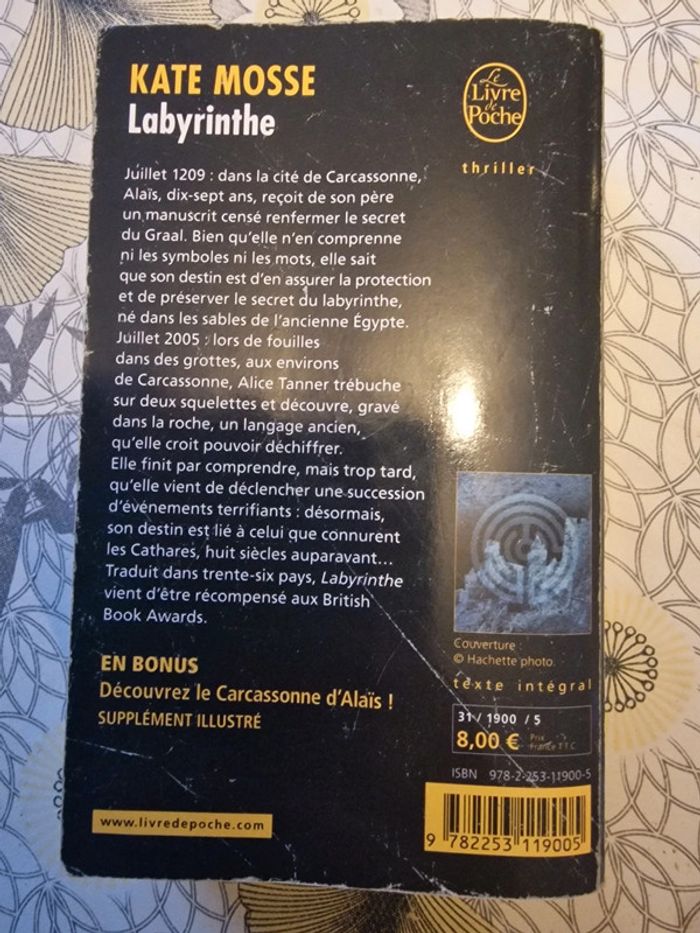 KATE MOSSE
Labyrinthe
Le
Livre
de
Poche
thriller
Juillet 1209 : dans la cité de Carcassonne,
Alaïs, dix-sept ans, reçoit de son père
un manuscrit censé renfermer le secret
du Graal. Bien qu'elle n'en comprenne
ni les symboles ni les mots, elle sait
que son destin est d'en assurer la protection
et de préserver le secret du labyrinthe,
né dans les sables de l'ancienne Égypte.
Juillet 2005 : lors de fouilles
dans des grottes, aux environs
de Carcassonne, Alice Tanner trébuche
sur deux squelettes et découvre, gravé
dans la roche, un langage ancien,
qu'elle croit pouvoir déchiffrer.
Elle finit par comprendre, mais trop tard,
qu'elle vient de déclencher une succession
d'événements terrifiants : désormais,
son destin est lié à celui que connurent
les Cathares, huit siècles auparavant...
Traduit dans trente-six pays, Labyrinthe
vient d'être récompensé aux British
Book Awards.
EN BONUS
Découvrez le Carcassonne d'Alaïs !
SUPPLÉMENT ILLUSTRÉ
www.livredepoche.com
Couverture :
© Hachette photo.
texte intégral
31 / 1900 / 5
8,00 € Prix
France TTC
ISBN 978-2-253-11900-5
9 782253 119005